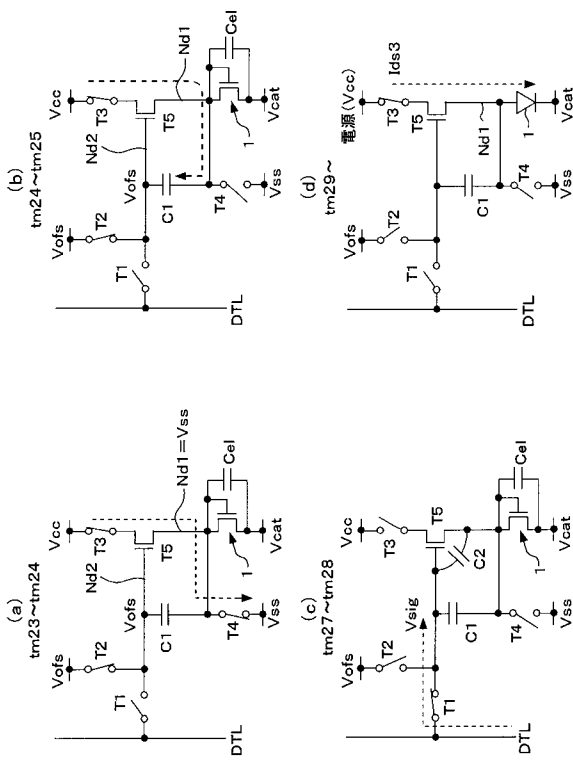 (a)
tm23～tm24
Vofs
Vcc
T2
T3
Nd2
Vofs
T5
Nd1=Vss
T1
C1
Cel
T4
1
DTL
Vss
Vcat
(b)
tm24～tm25
Vofs
Vcc
T2
T3
Nd2
Vofs
T5
Nd1
T1
C1
Cel
T4
1
DTL
Vss
Vcat
(c)
tm27～tm28
Vofs
Vcc
T2
T3
Vsig
T5
C2
T1
C1
Cel
T4
1
DTL
Vss
Vcat
(d)
tm29～
電源(Vcc)
Vofs
T2
T3
Ids3
T5
T1
C1
Nd1
T4
1
DTL
Vss
Vcat